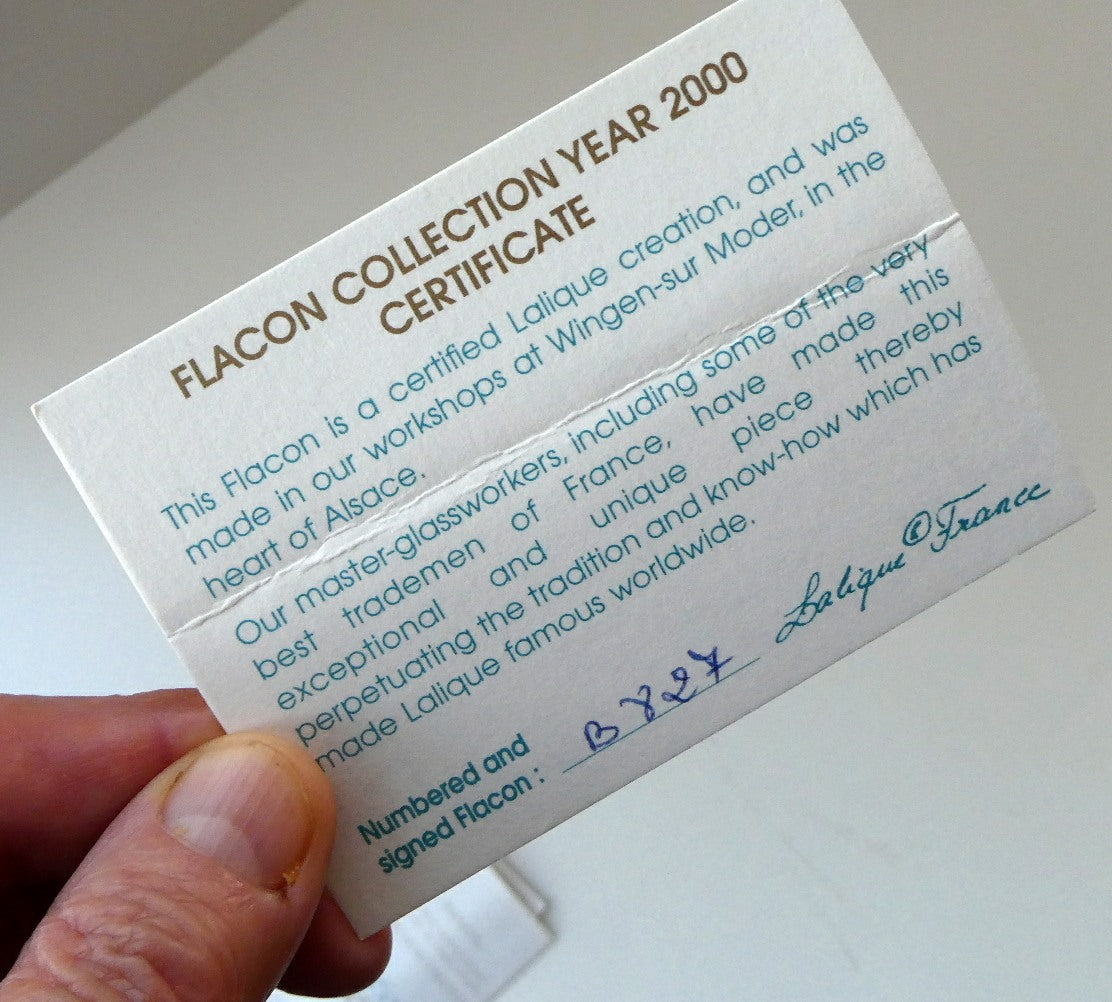 FLACON COLLECTION YEAR 2000
CERTIFICATE
This Flacon is a certified Lalique creation, and was
made in our workshops at Wingen-sur Moder, in the
heart of Alsace.
Our master-glassworkers, including some of the very
best trademen of France, have made this
exceptional and unique piece thereby
perpetuating the tradition and know-how which has
made Lalique famous worldwide.
Lalique ® France
Numbered and
signed Flacon : B 827